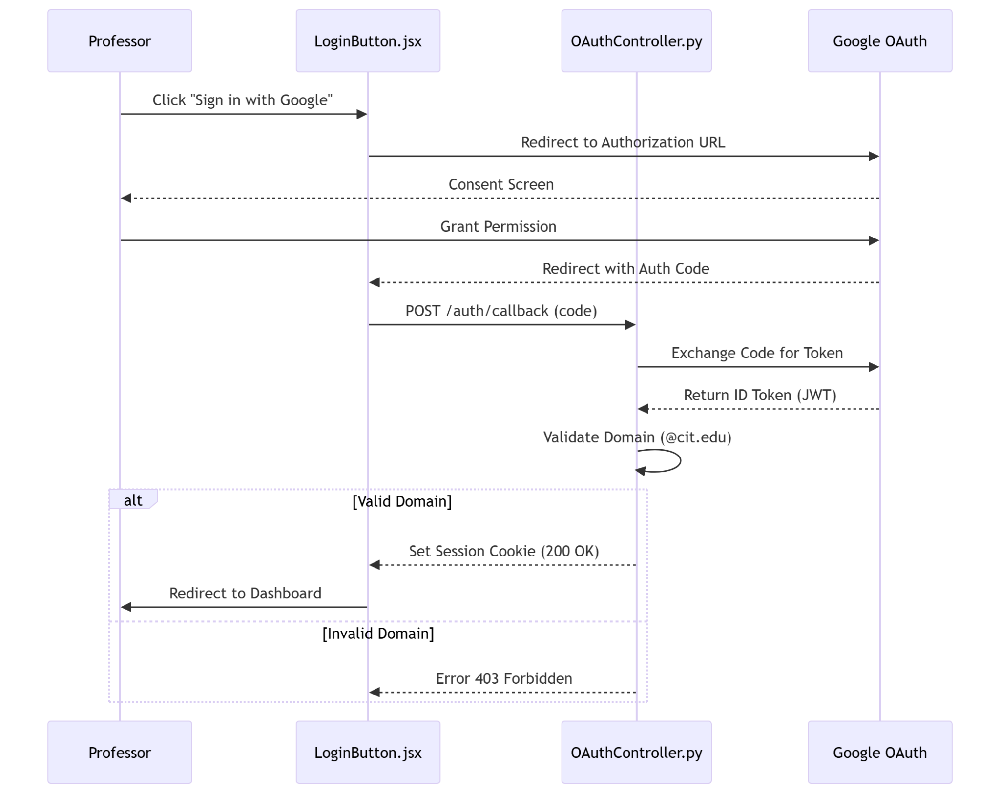 Professor
LoginButton.jsx
OAuthController.py
Google OAuth
Click "Sign in with Google"
Redirect to Authorization URL
Consent Screen
Grant Permission
Redirect with Auth Code
POST /auth/callback (code)
Exchange Code for Token
Return ID Token (JWT)
Validate Domain (@cit.edu)
alt
[Valid Domain]
Set Session Cookie (200 OK)
Redirect to Dashboard
[Invalid Domain]
Error 403 Forbidden
Professor
LoginButton.jsx
OAuthController.py
Google OAuth